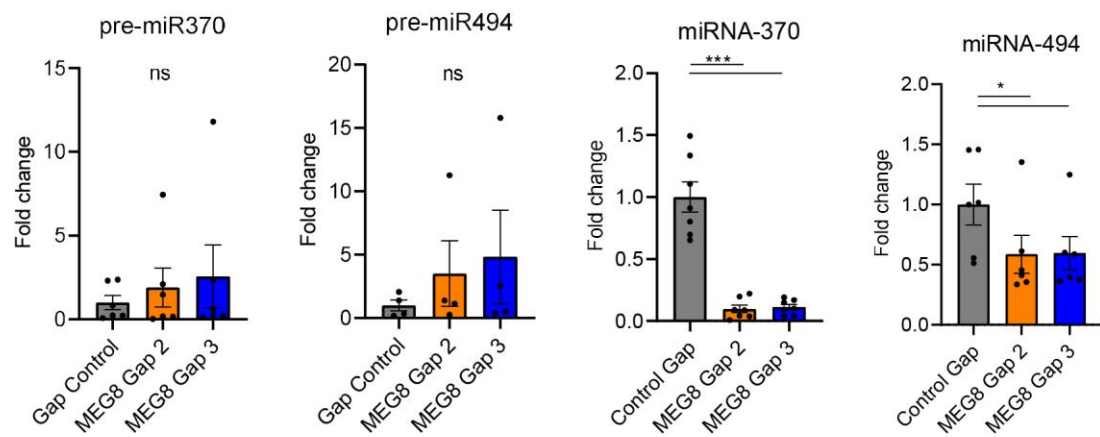 pre-miR370
ns
Fold change
15
10
5
0
Gap Control
MEG8 Gap 2
MEG8 Gap 3
pre-miR494
ns
Fold change
20
15
10
5
0
Gap Control
MEG8 Gap 2
MEG8 Gap 3
miRNA-370
***
Fold change
2.0
1.5
1.0
0.5
0.0
Control Gap
MEG8 Gap 2
MEG8 Gap 3
miRNA-494
*
Fold change
2.0
1.5
1.0
0.5
0.0
Control Gap
MEG8 Gap 2
MEG8 Gap 3